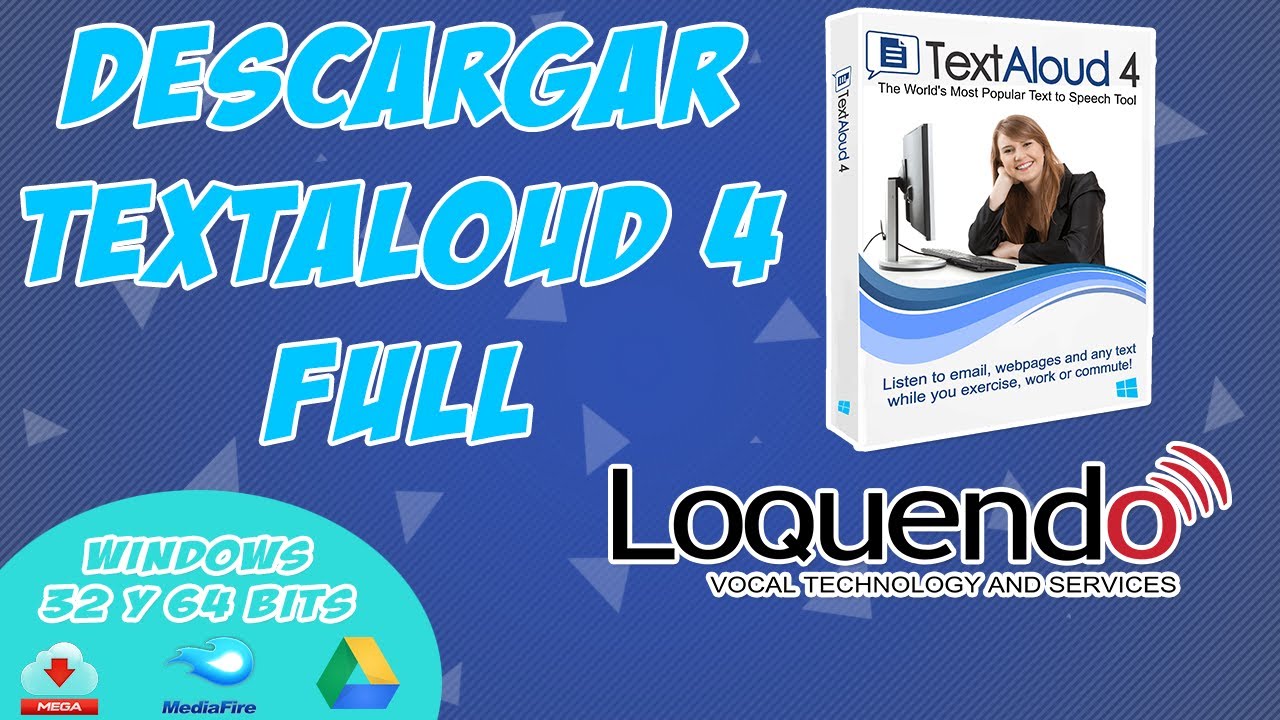 DESCARGAR
TEXTALOUD 4
FULL
TextAloud 4
The World's Most Popular Text to Speech Tool
TextAloud 4
Listen to email, webpages and any text
while you exercise, work or commute!
Loquendo
VOCAL TECHNOLOGY AND SERVICES
WINDOWS
32 Y 64 BITS
MEGA
MediaFire